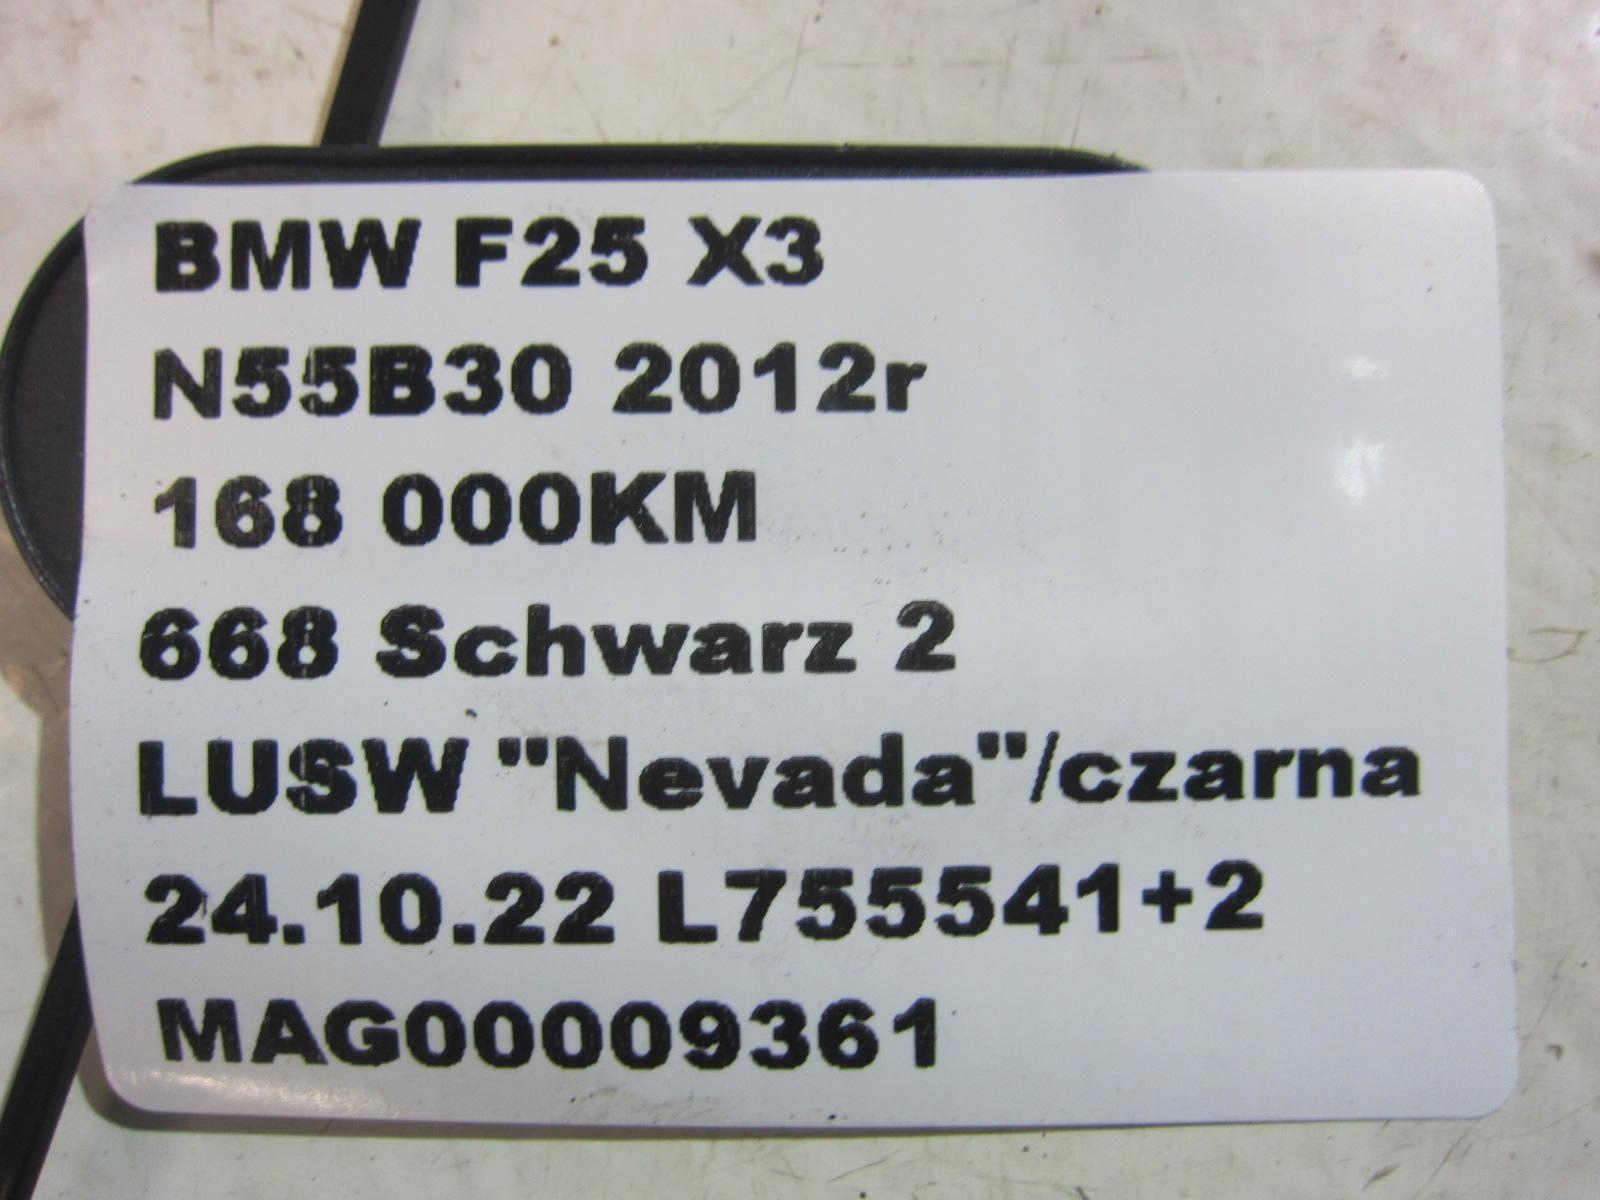 BMW F25 X3
N55B30 2012r
168 000KM
668 Schwarz 2
LUSW "Nevada"/czarna
24.10.22 L755541+2
MAG00009361